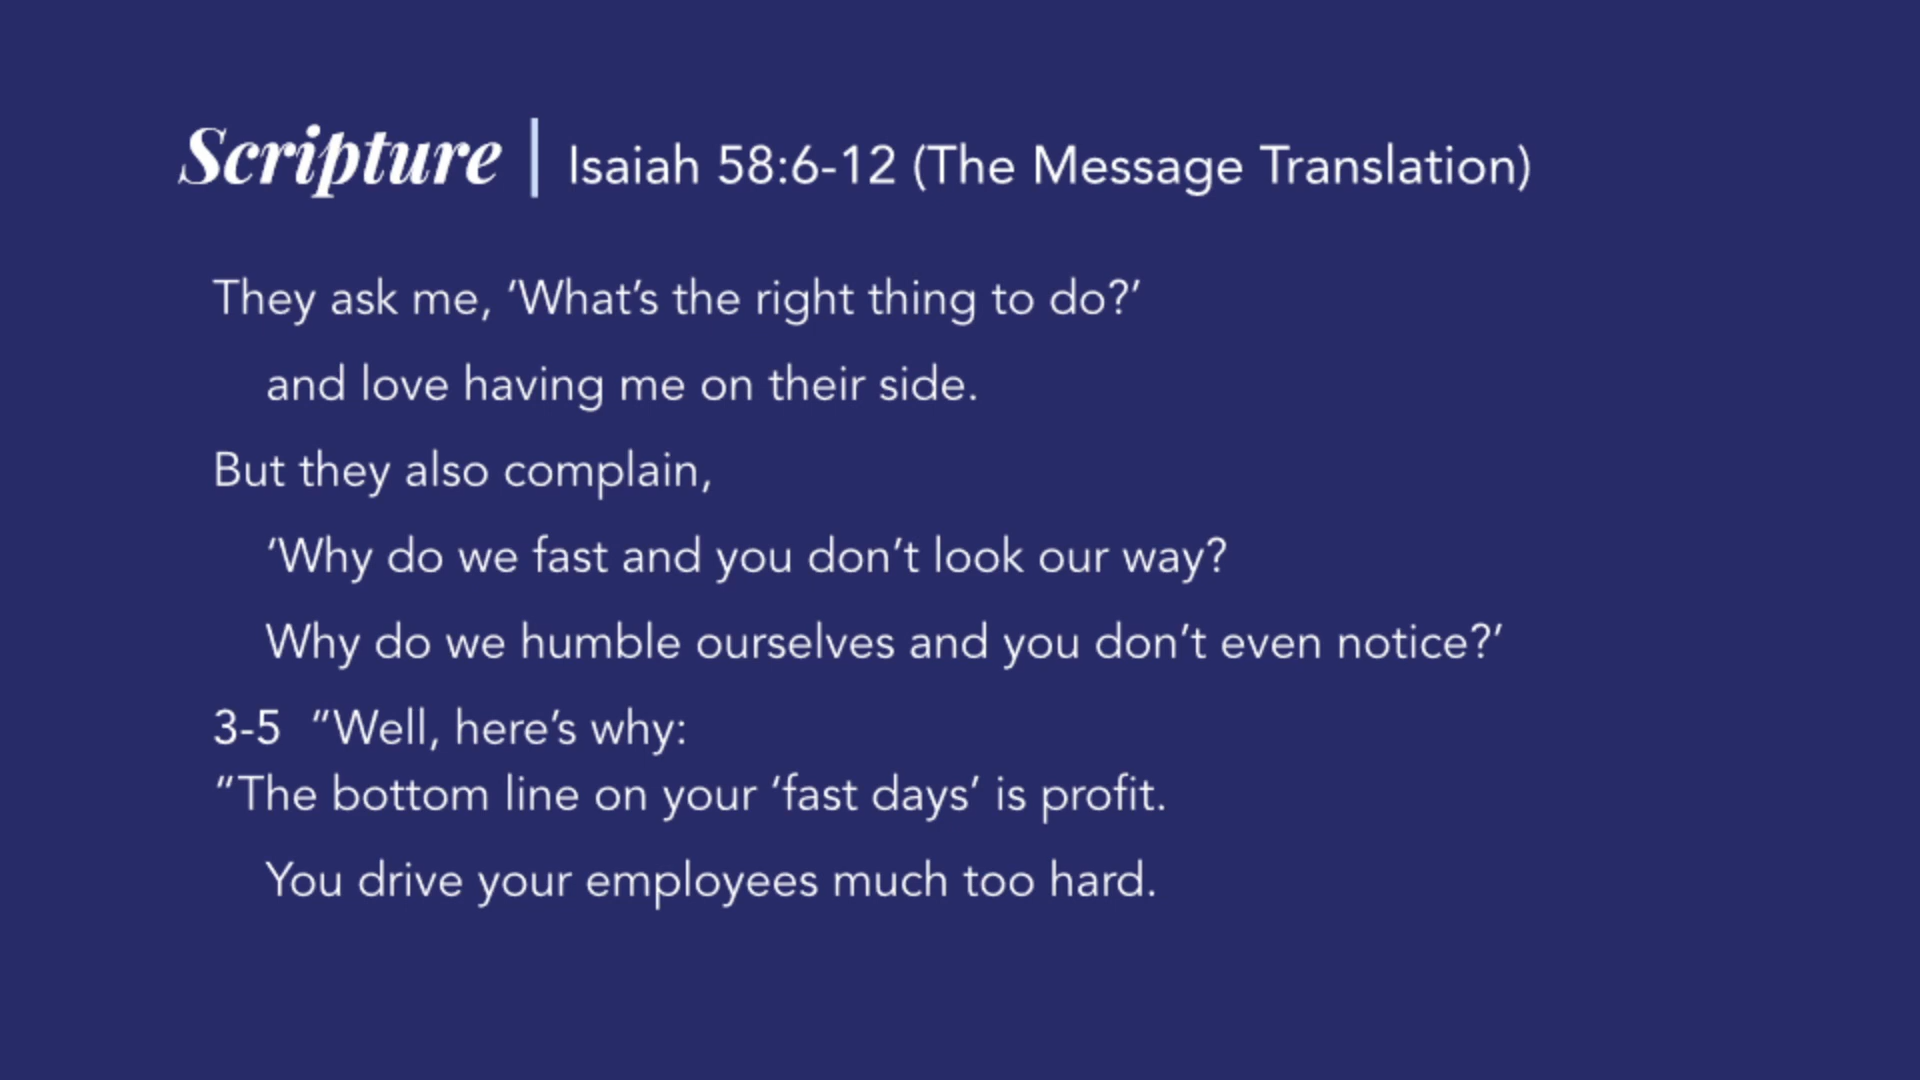 Scripture | Isaiah 58:6-12 (The Message Translation)
They ask me, ‘What’s the right thing to do?’
and love having me on their side.
But they also complain,
‘Why do we fast and you don’t look our way?
Why do we humble ourselves and you don’t even notice?’
3-5 “Well, here’s why:
“The bottom line on your ‘fast days’ is profit.
You drive your employees much too hard.